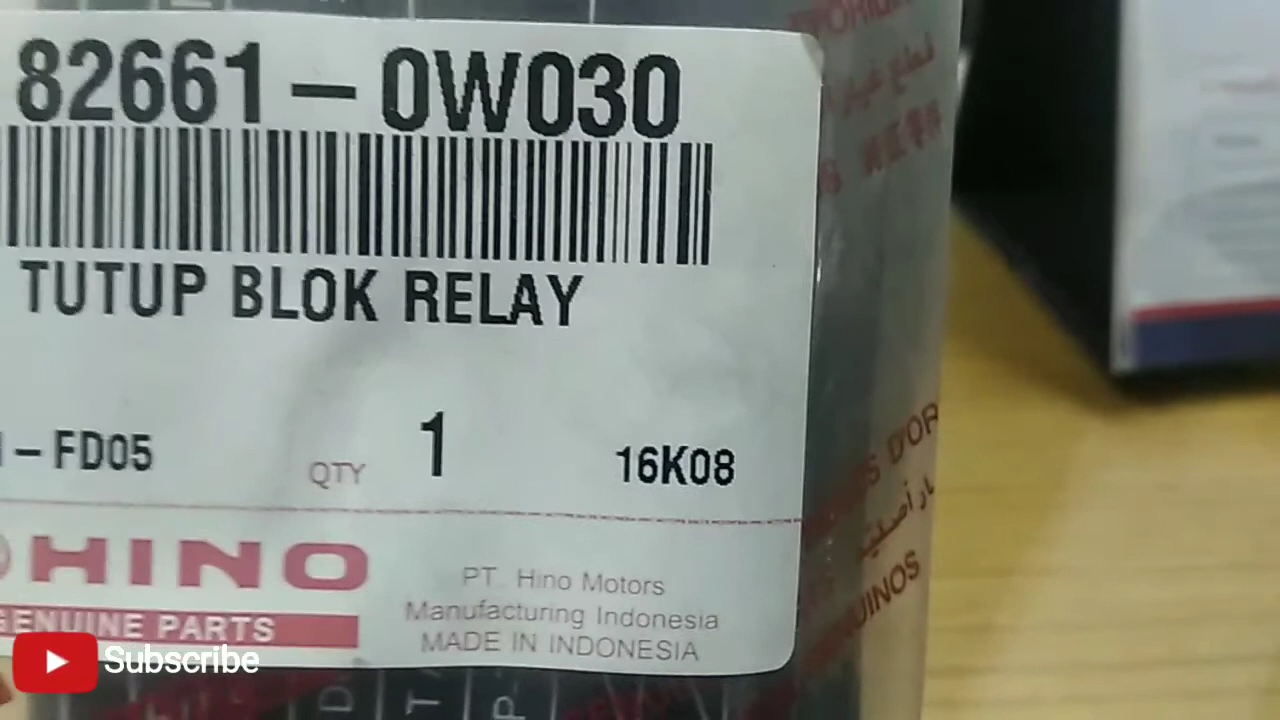 82661-0W030
TUTUP BLOK RELAY
-FD05
QTY 1
16K08
HINO
GENUINE PARTS
PT. Hino Motors
Manufacturing Indonesia
MADE IN INDONESIA
Subscribe